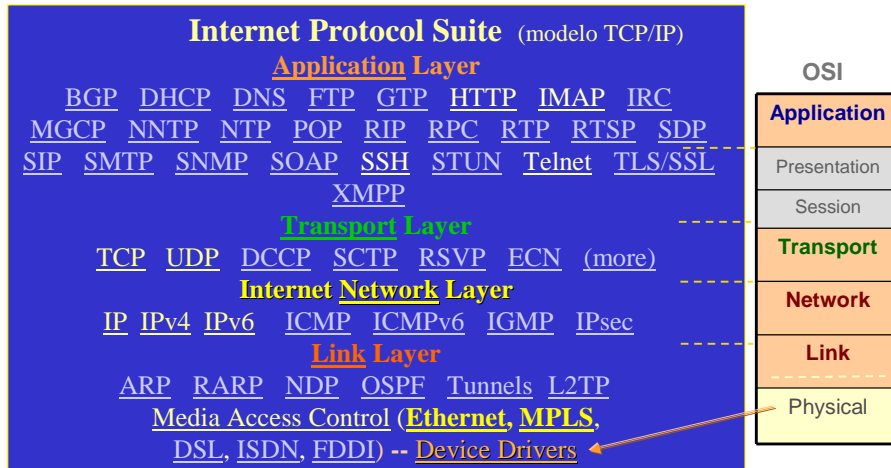 Internet Protocol Suite (modelo TCP/IP)
Application Layer
BGP DHCP DNS FTP GTP HTTP IMAP IRC
MGCP NNTP NTP POP RIP RPC RTP RTSP SDP
SIP SMTP SNMP SOAP SSH STUN Telnet TLS/SSL
XMPP
Transport Layer
TCP UDP DCCP SCTP RSVP ECN (more)
Internet Network Layer
IP IPv4 IPv6 ICMP ICMPv6 IGMP IPsec
Link Layer
ARP RARP NDP OSPF Tunnels L2TP
Media Access Control (Ethernet, MPLS,
DSL, ISDN, FDDI) -- Device Drivers
OSI
Application
Presentation
Session
Transport
Network
Link
Physical